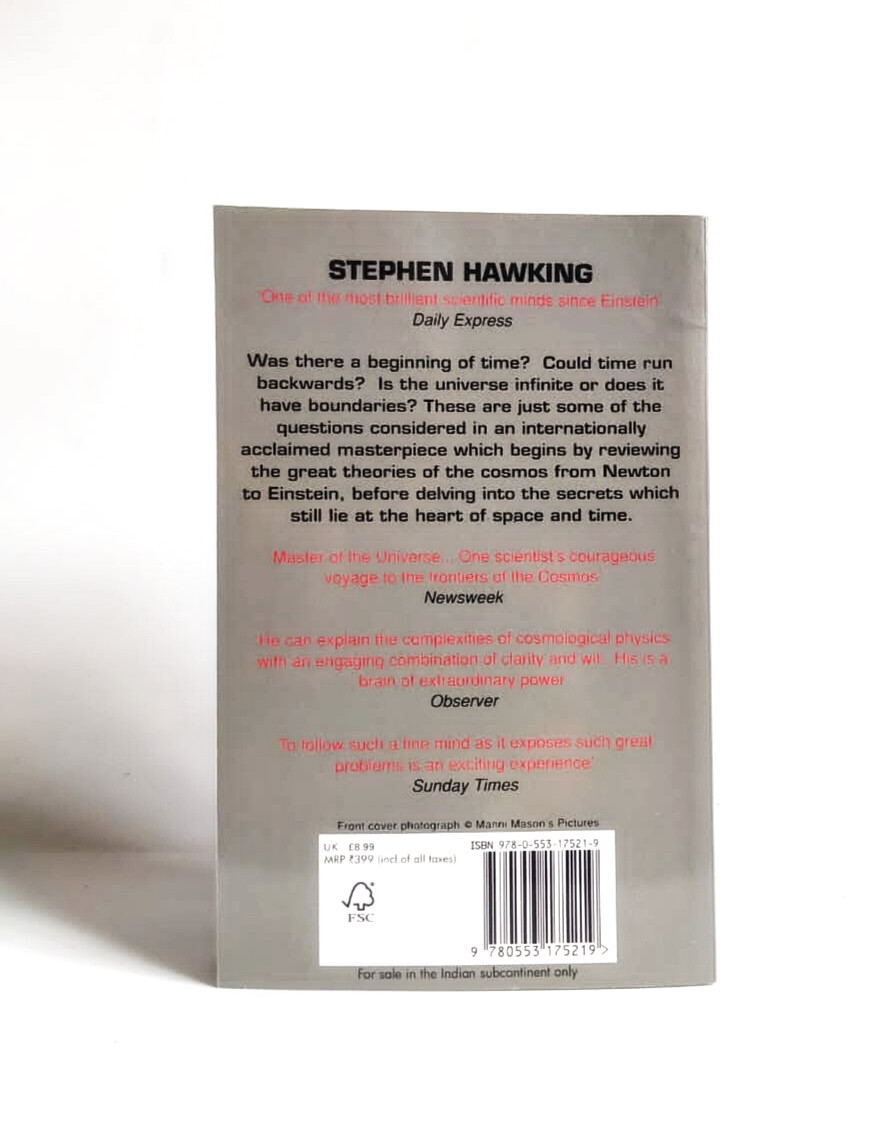 STEPHEN HAWKING
'One of the most brilliant scientific minds since Einstein'
Daily Express
Was there a beginning of time? Could time run
backwards? Is the universe infinite or does it
have boundaries? These are just some of the
questions considered in an internationally
acclaimed masterpiece which begins by reviewing
the great theories of the cosmos from Newton
to Einstein, before delving into the secrets which
still lie at the heart of space and time.
'Master of the Universe... One scientist's courageous
voyage to the frontiers of the Cosmos'
Newsweek
'He can explain the complexities of cosmological physics
with an engaging combination of clarity and wit... His is a
brain of extraordinary power'
Observer
'To follow such a fine mind as it exposes such great
problems is an exciting experience'
Sunday Times
Front cover photograph © Manni Mason's Pictures
UK £8.99
MRP ₹399 (incl of all taxes)
ISBN 978-0-553-17521-9
FSC
9 780553 175219 >
For sale in the Indian subcontinent only